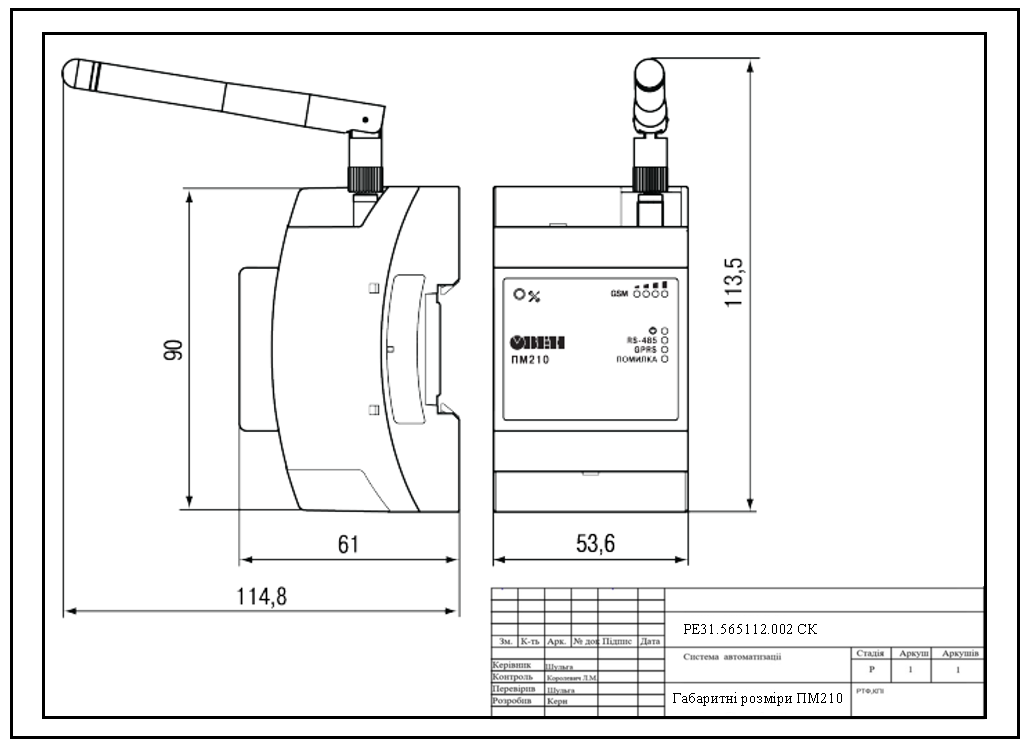 90
61
114,8
53,6
113,5
GSM
ОВЕН
ПМ210
RS-485
GPRS
ПОМИЛКА
РЕ31.565112.002 СК
Зм. К-ть Арк. № док Підпис Дата
Система автоматизації
Стадія Аркуш Аркушів
Р 1 1
Керівник Шульга
Контроль Королевич Л.М.
Перевірив Шульга
Розробив Керн
Габаритні розміри ПМ210
РТФ,КПІ